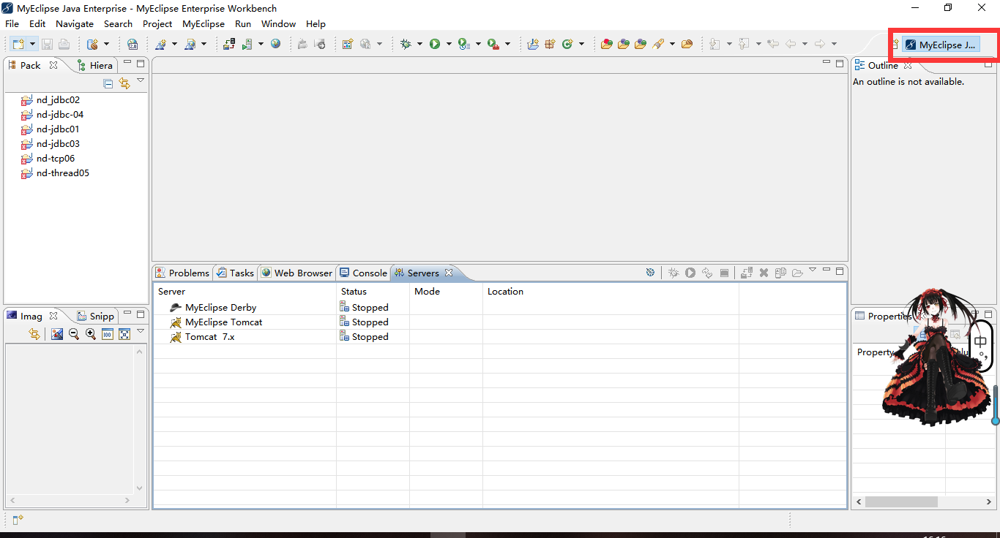 MyEclipse Java Enterprise - MyEclipse Enterprise Workbench
File Edit Navigate Search Project MyEclipse Run Window Help
2.0
MyEclipse J...
Pack Hiera
Outline
An outline is not available.
nd_jdbc02
nd-jdbc-04
nd-jdbc01
nd-jdbc03
nd-tcp06
nd-thread05
Problems Tasks Web Browser Console Servers
Server Status Mode Location
MyEclipse Derby Stopped
MyEclipse Tomcat Stopped
Tomcat 7.x Stopped
Imag Snipp
100
Properties
Property
中